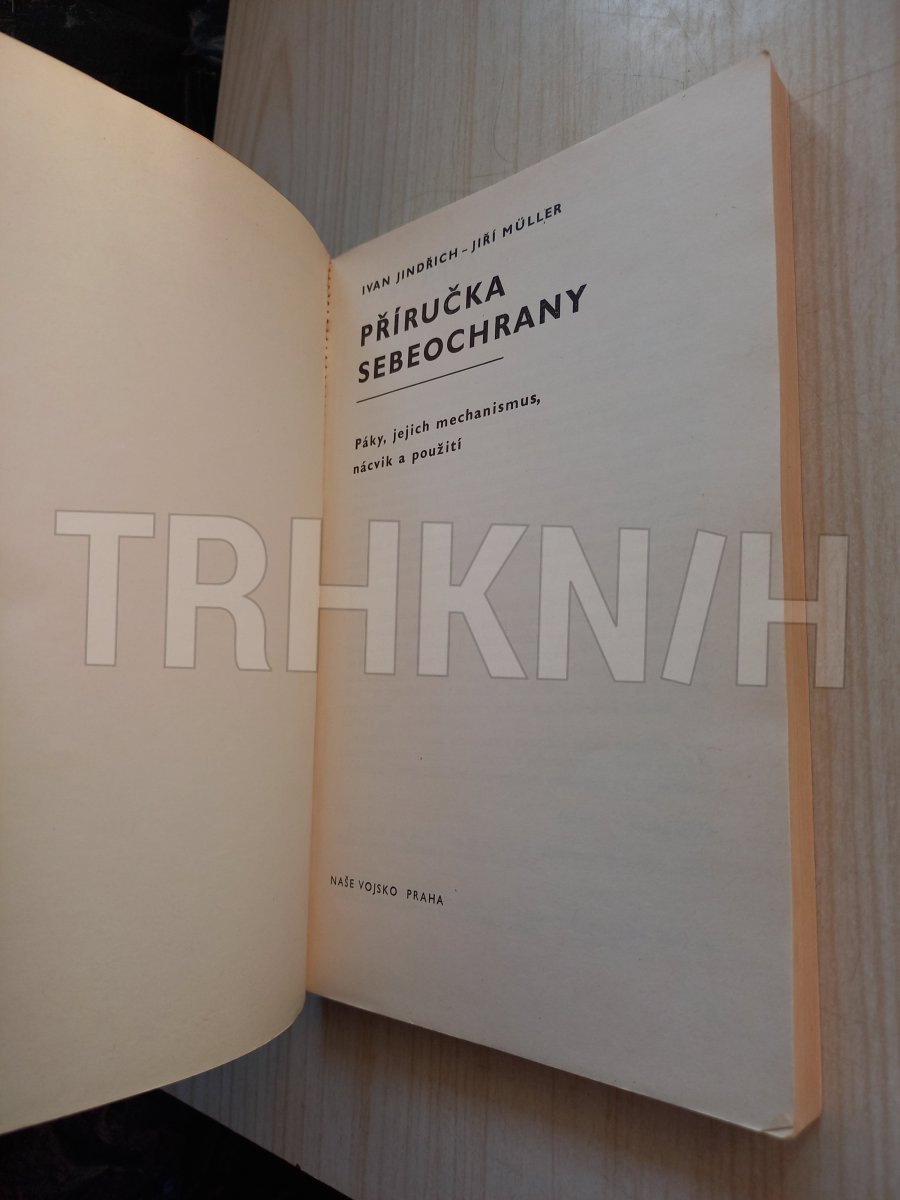 IVAN JINDŘICH – JIŘÍ MÜLLER
PŘÍRUČKA
SEBEOCHRANY
Páky, jejich mechanismus,
nácvik a použití
TRHKNIH
NAŠE VOJSKO PRAHA